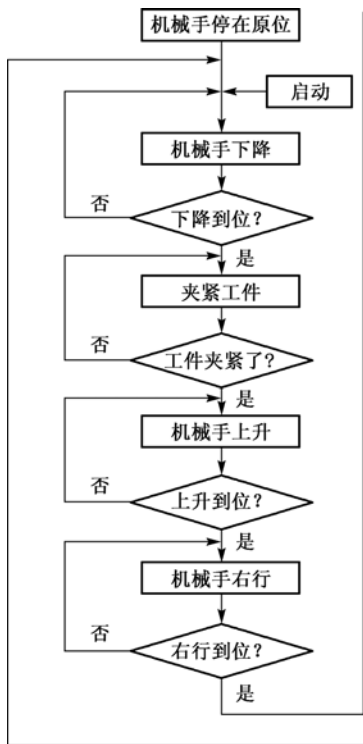 机械手停在原位
启动
机械手下降
下降到位?
否
是
夹紧工件
工件夹紧了?
否
是
机械手上升
上升到位?
否
是
机械手右行
右行到位?
否
是